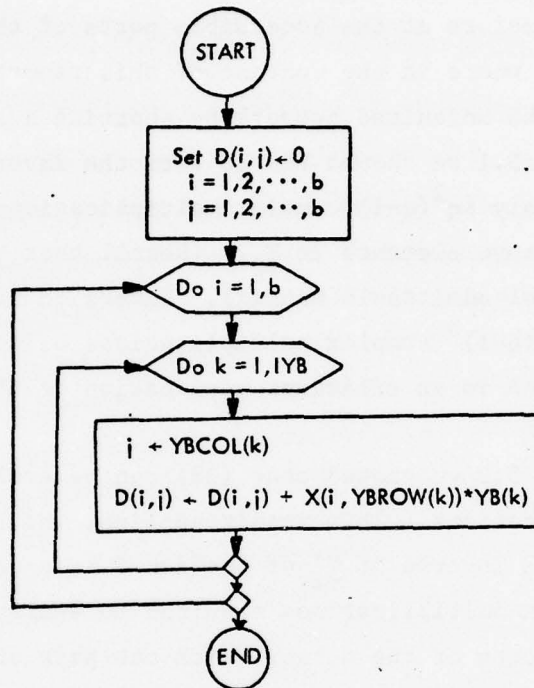 START
Set D(i,j) ← 0
i = 1,2,···,b
j = 1,2,···,b
Do i = 1,b
Do k = 1,IYB
j ← YBCOL(k)
D(i,j) ← D(i,j) + X(i,YBROW(k))*YB(k)
END